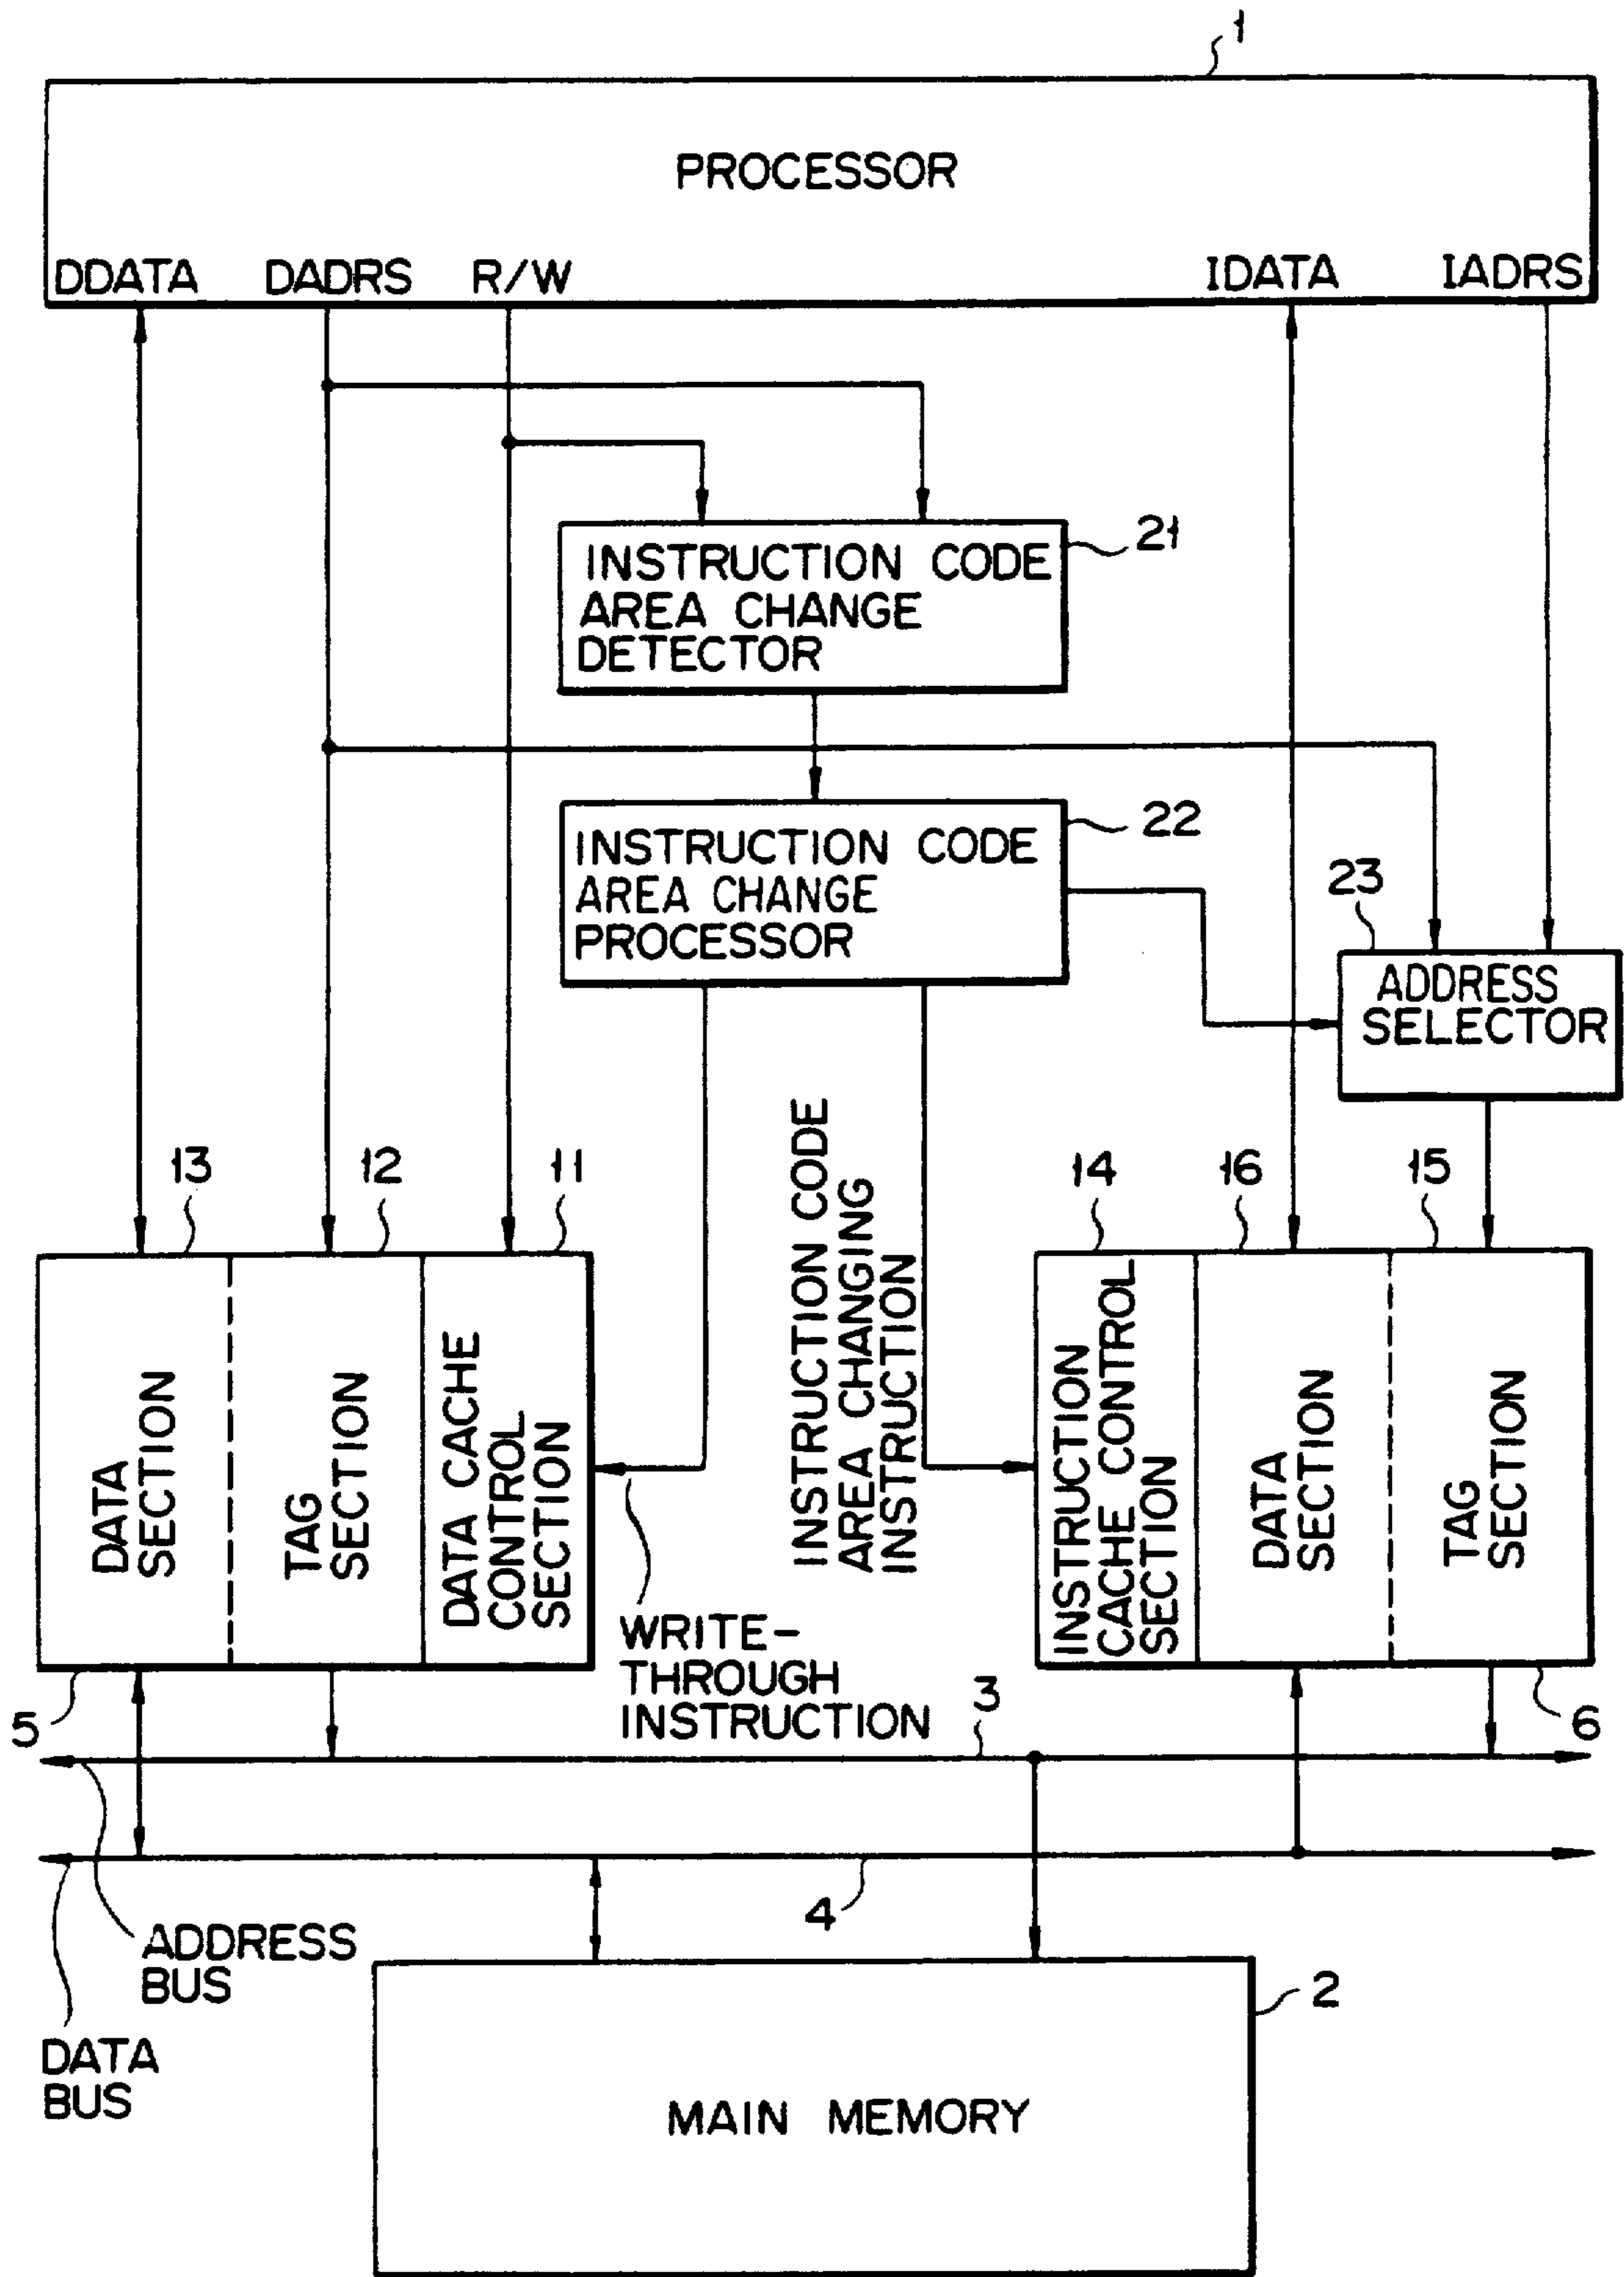 1
PROCESSOR
DDATA DADRS R/W IDATA IADRS
21
INSTRUCTION CODE
AREA CHANGE
DETECTOR
22
INSTRUCTION CODE
AREA CHANGE
PROCESSOR
23
ADDRESS
SELECTOR
13 12 11 14 16 15
DATA
SECTION
TAG
SECTION
DATA CACHE
CONTROL
SECTION
INSTRUCTION CODE
AREA CHANGING
INSTRUCTION
INSTRUCTION
CACHE CONTROL
SECTION
DATA
SECTION
TAG
SECTION
WRITE-
THROUGH
INSTRUCTION
5 3 6
4
ADDRESS
BUS
DATA
BUS
2
MAIN MEMORY